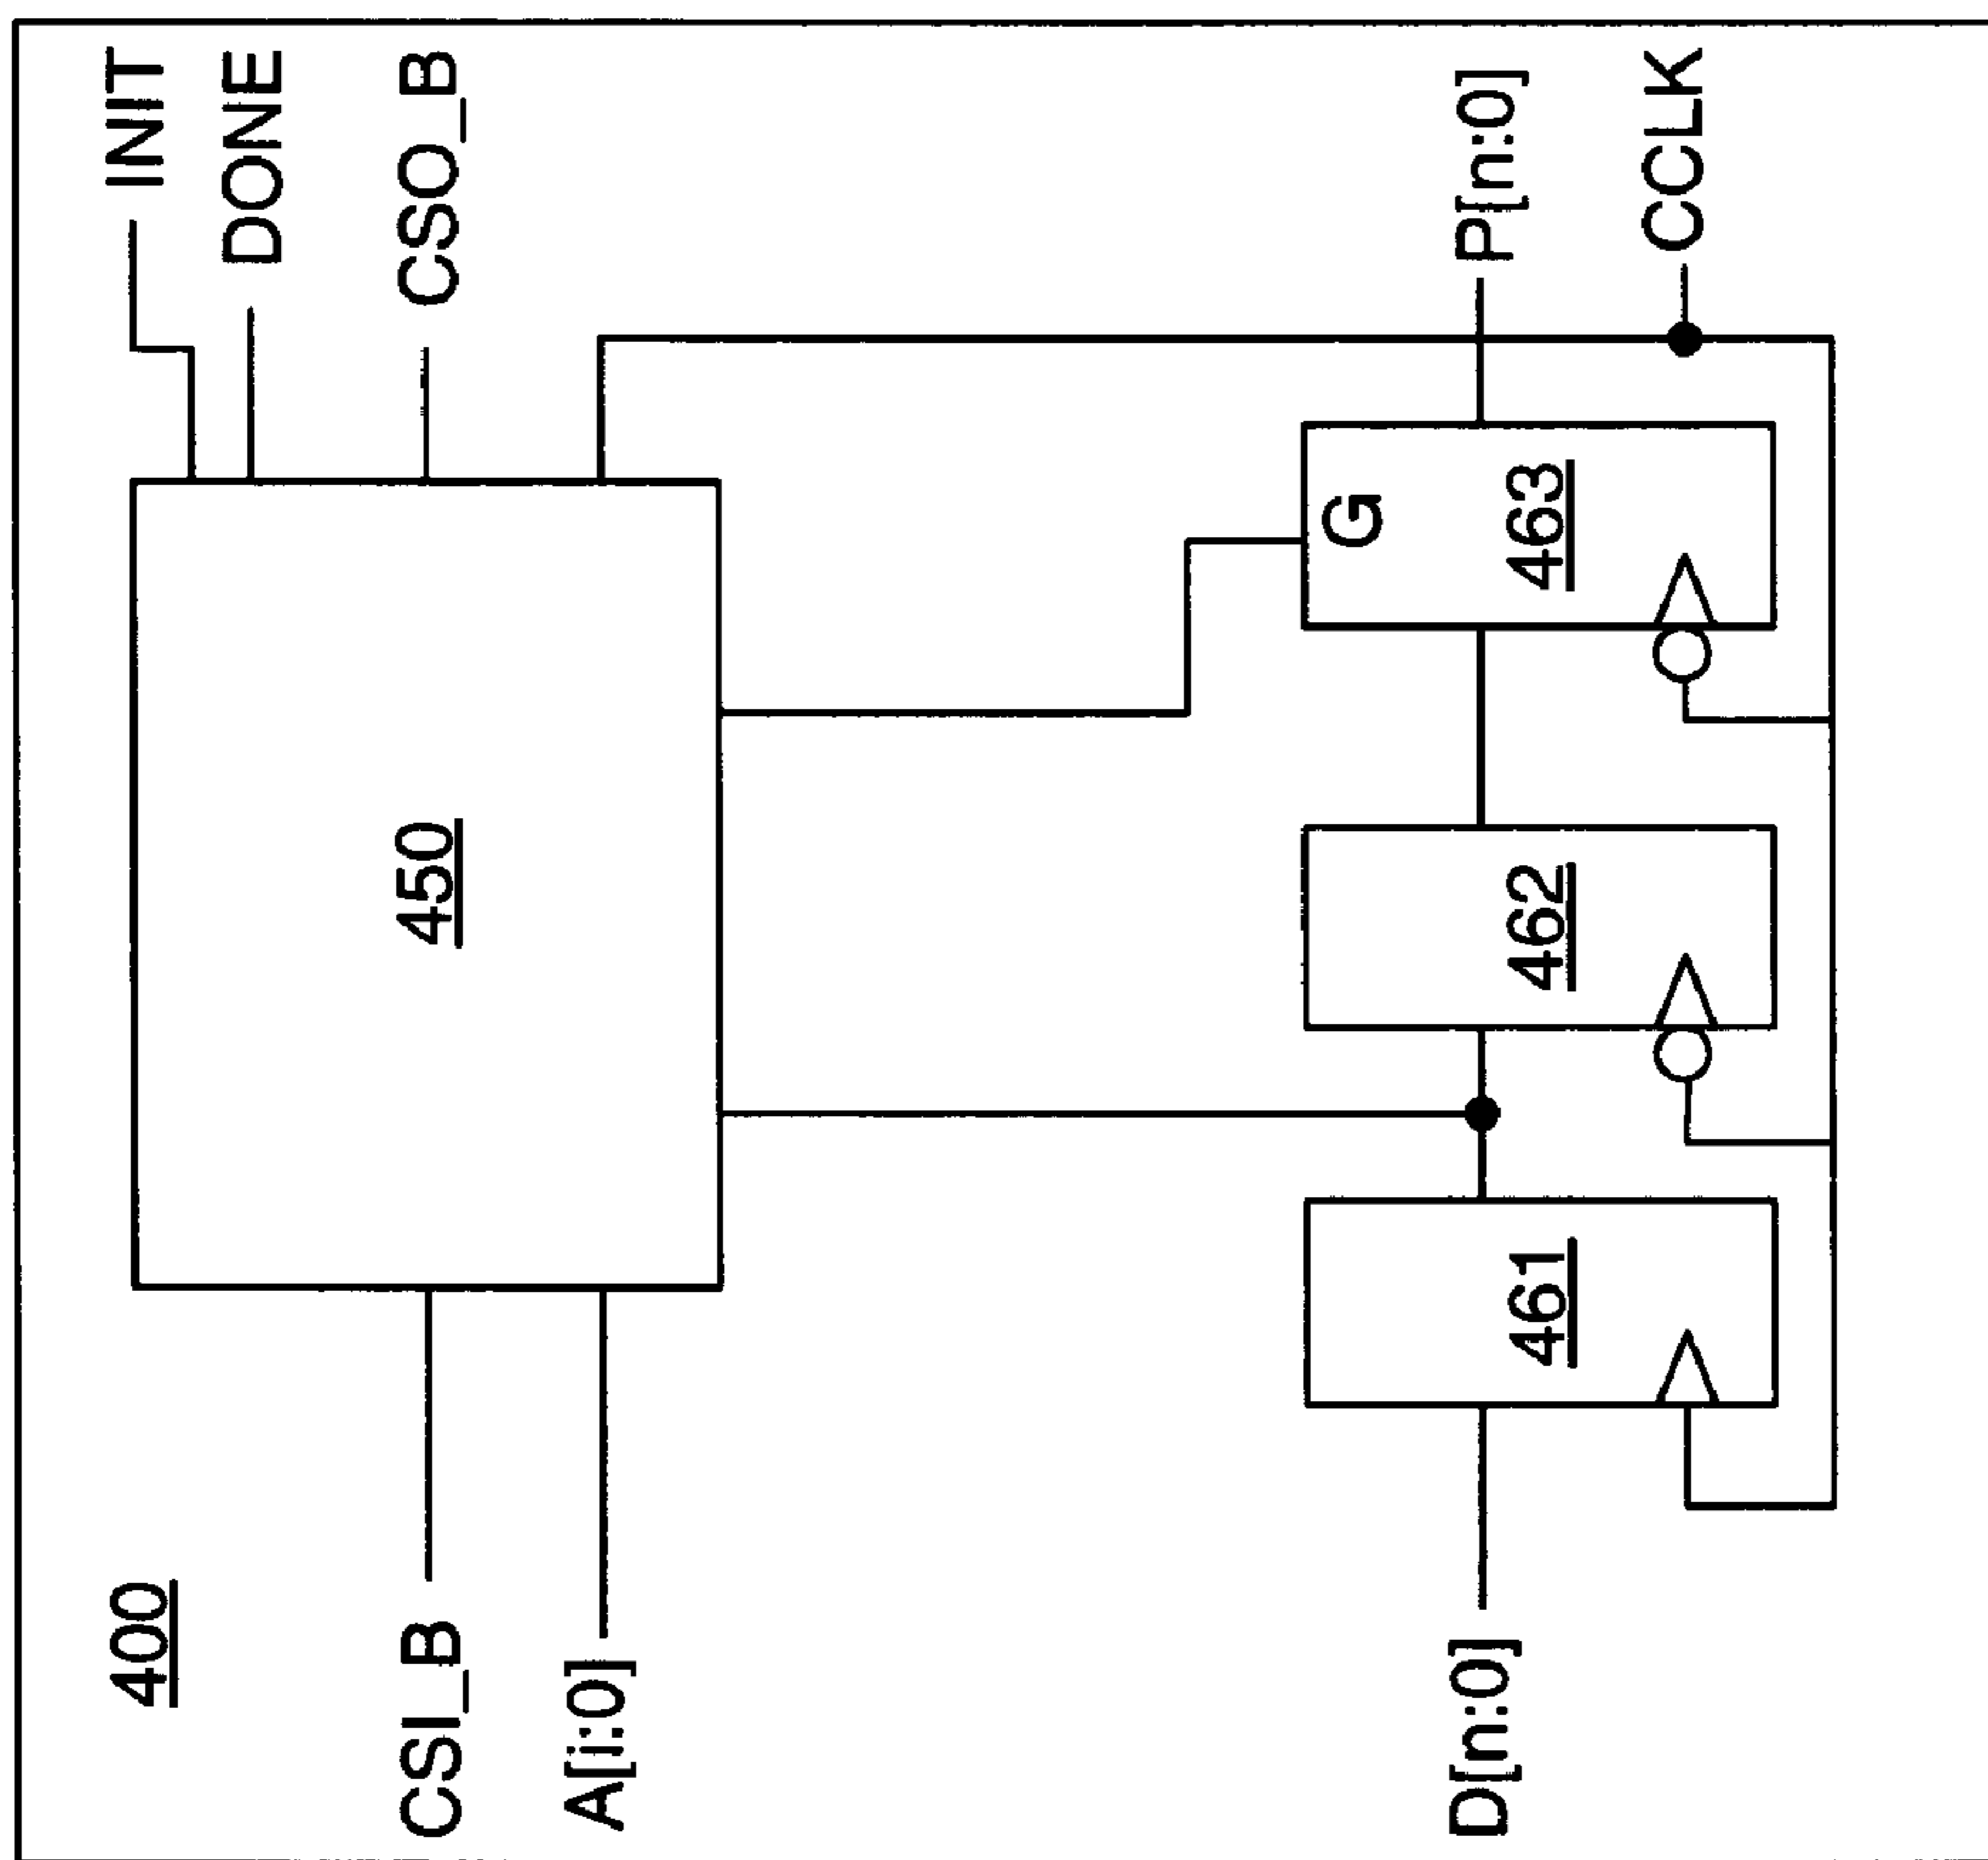 400
INIT
DONE
CSI_B
450
CSO_B
A[i:0]
G
D[n:0]
461
462
463
P[n:0]
CCLK